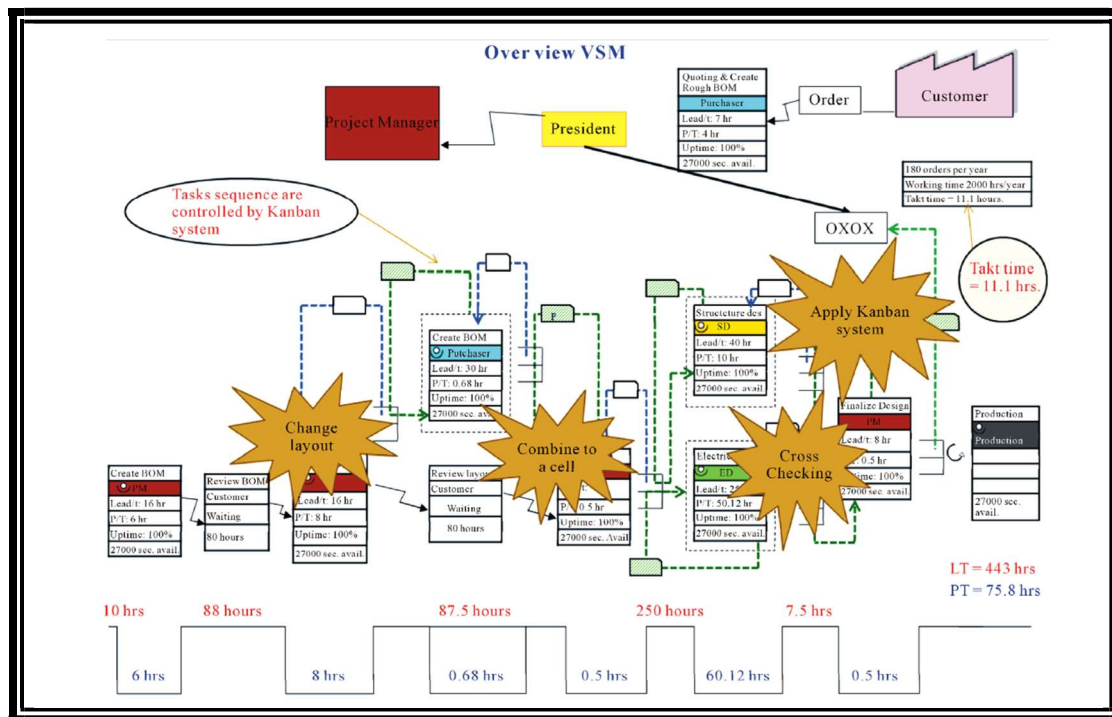 Over view VSM
Project Manager
President
Quoting & Create
Rough BOM
Purchaser
Lead/t: 7 hr
P/T: 4 hr
Uptime: 100%
27000 sec. avail.
Order
Customer
180 orders per year
Working time 2000 hrs/year
Takt time = 11.1 hours.
Takt time
= 11.1 hrs.
Tasks sequence are
controlled by Kanban
system
OXOX
Apply Kanban
system
P
Create BOM
Putchaser
Lead/t: 30 hr
P/T: 0.68 hr
Uptime: 100%
27000 sec. avail
Structcture des
SD
Lead/t: 40 hr
P/T: 10 hr
Uptime: 100%
27000 sec. avail.
Change
layout
Combine to
a cell
Cross
Checking
Create BOM
PM
Lead/t: 16 hr
P/T: 6 hr
Uptime: 100%
27000 sec. avail.
Review BOM
Customer
Waiting
80 hours
Lead/t: 16 hr
P/T: 8 hr
Uptime: 100%
27000 sec. avail.
Review layou
Customer
Waiting
80 hours
0.5 hr
Uptime: 100%
27000 sec. Avail
Electric
ED
Lead/t: 2
P/T: 50.12 hr
Uptime: 100%
27000 sec. avail.
Finalize Design
PM
Lead/t: 8 hr
0.5 hr
100%
sec. avail.
Production
Production
27000 sec.
avail.
LT = 443 hrs
PT = 75.8 hrs
10 hrs
88 hours
87.5 hours
250 hours
7.5 hrs
6 hrs
8 hrs
0.68 hrs
0.5 hrs
60.12 hrs
0.5 hrs